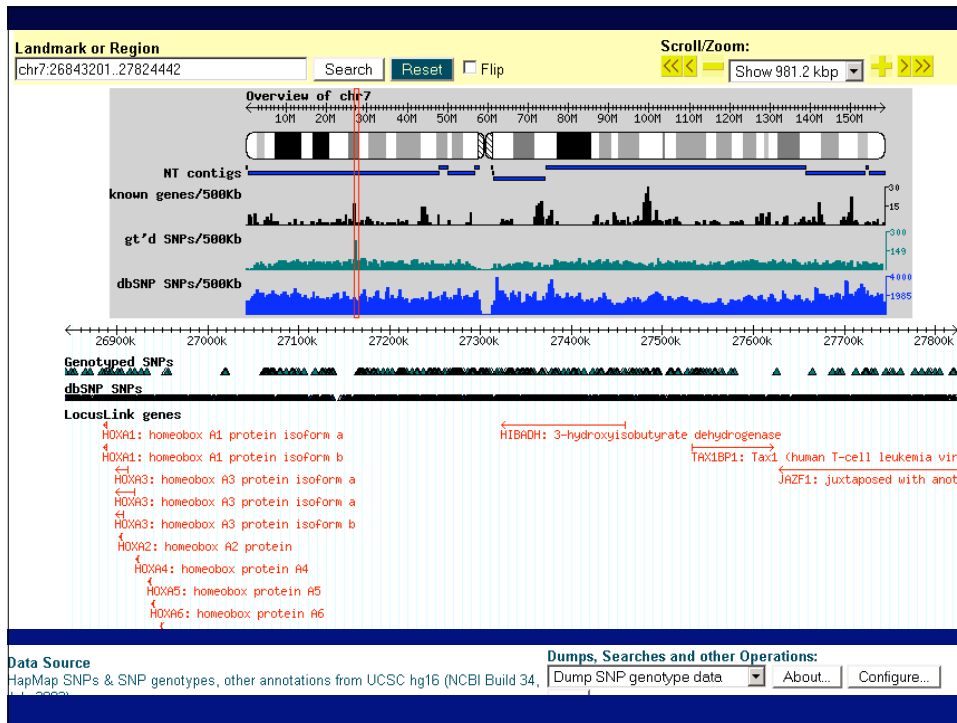 Landmark or Region
Scroll/Zoom:
chr7:26843201..27824442 Search Reset Flip << < Show 981.2 kbp + > >>
Overview of chr7
10M 20M 30M 40M 50M 60M 70M 80M 90M 100M 110M 120M 130M 140M 150M
NT contigs
known genes/500Kb
30
15
gt'd SNPs/500Kb
300
149
dbSNP SNPs/500Kb
4000
1985
26900k 27000k 27100k 27200k 27300k 27400k 27500k 27600k 27700k 27800k
Genotyped SNPs
dbSNP SNPs
LocusLink genes
HOXA1: homeobox A1 protein isoform a
HIBADH: 3-hydroxyisobutyrate dehydrogenase
HOXA1: homeobox A1 protein isoform b
TAX1BP1: Tax1 (human T-cell leukemia vir
HOXA3: homeobox A3 protein isoform a
JAZF1: juxtaposed with anot
HOXA3: homeobox A3 protein isoform a
HOXA3: homeobox A3 protein isoform b
HOXA2: homeobox A2 protein
HOXA4: homeobox protein A4
HOXA5: homeobox protein A5
HOXA6: homeobox protein A6
Data Source
HapMap SNPs & SNP genotypes, other annotations from UCSC hg16 (NCBI Build 34,
Dumps, Searches and other Operations:
Dump SNP genotype data About... Configure...